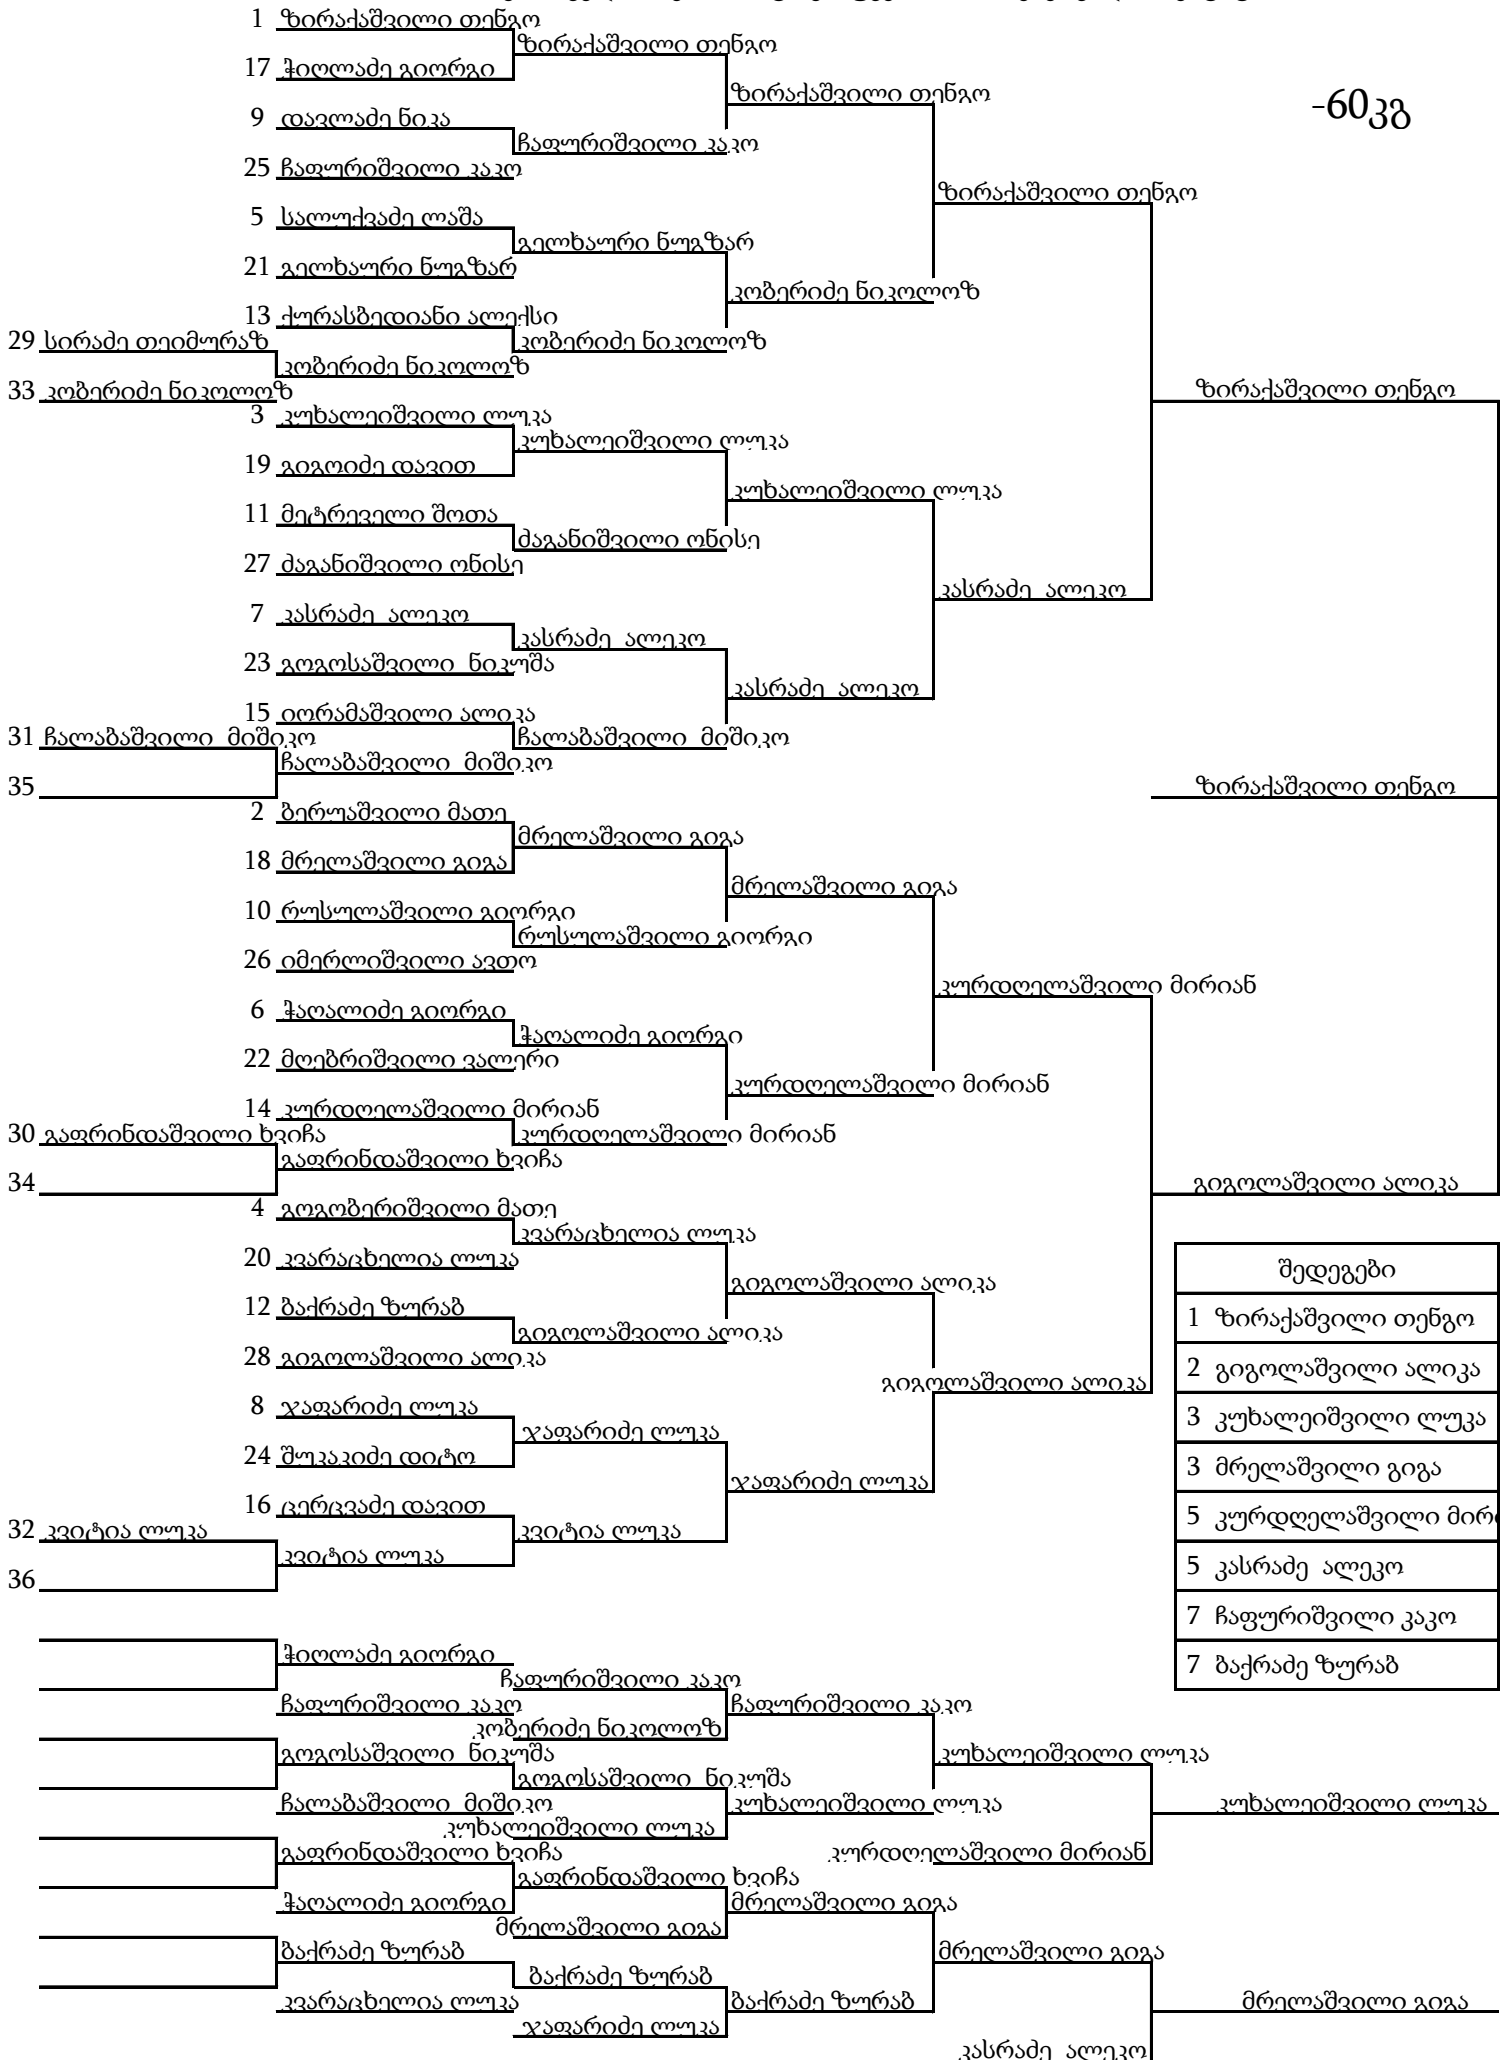 1 ზირაქაშვილი თენგო
ზირაქაშვილი თენგო
17 ჭიღლაძე გიორგი
ზირაქაშვილი თენგო
-60კგ
9 დავლაძე ნიკა
ჩაფურიშვილი კაკო
25 ჩაფურიშვილი კაკო
ზირაქაშვილი თენგო
5 სალუქვაძე ლაშა
გელხაური ნუგზარ
21 გელხაური ნუგზარ
კობერიძე ნიკოლოზ
13 ქურასბედიანი ალექსი
29 სირაძე თეიმურაზ
კობერიძე ნიკოლოზ
კობერიძე ნიკოლოზ
33 კობერიძე ნიკოლოზ
ზირაქაშვილი თენგო
3 კუხალეიშვილი ლუკა
კუხალეიშვილი ლუკა
19 გიგოიძე დავით
კუხალეიშვილი ლუკა
11 მეტრეველი შოთა
ძაგანიშვილი ონისე
27 ძაგანიშვილი ონისე
კასრაძე ალეკო
7 კასრაძე ალეკო
კასრაძე ალეკო
23 გოგოსაშვილი ნიკუშა
კასრაძე ალეკო
15 იორამაშვილი ალიკა
31 ჩალაბაშვილი მიშიკო
ჩალაბაშვილი მიშიკო
ჩალაბაშვილი მიშიკო
35
ზირაქაშვილი თენგო
2 ბერუაშვილი მათე
მრელაშვილი გიგა
18 მრელაშვილი გიგა
მრელაშვილი გიგა
10 რუსულაშვილი გიორგი
რუსულაშვილი გიორგი
26 იმერლიშვილი ავთო
კურდღელაშვილი მირიან
6 ჭაღალიძე გიორგი
ჭაღალიძე გიორგი
22 მღებრიშვილი ვალერი
კურდღელაშვილი მირიან
14 კურდღელაშვილი მირიან
30 გაფრინდაშვილი ხვიჩა
კურდღელაშვილი მირიან
გაფრინდაშვილი ხვიჩა
34
გიგოლაშვილი ალიკა
4 გოგობერიშვილი მათე
კვარაცხელია ლუკა
20 კვარაცხელია ლუკა
შედეგები
გიგოლაშვილი ალიკა
12 ბაქრაძე ზურაბ
1 ზირაქაშვილი თენგო
გიგოლაშვილი ალიკა
28 გიგოლაშვილი ალიკა
2 გიგოლაშვილი ალიკა
გიგოლაშვილი ალიკა
8 ჯაფარიძე ლუკა
3 კუხალეიშვილი ლუკა
ჯაფარიძე ლუკა
24 შუკაკიძე დიტო
3 მრელაშვილი გიგა
ჯაფარიძე ლუკა
16 ცერცვაძე დავით
5 კურდღელაშვილი მირი
32 კვიტია ლუკა
კვიტია ლუკა
კვიტია ლუკა
5 კასრაძე ალეკო
36
7 ჩაფურიშვილი კაკო
ჭიღლაძე გიორგი
7 ბაქრაძე ზურაბ
ჩაფურიშვილი კაკო
ჩაფურიშვილი კაკო
ჩაფურიშვილი კაკო
კობერიძე ნიკოლოზ
გოგოსაშვილი ნიკუშა
კუხალეიშვილი ლუკა
გოგოსაშვილი ნიკუშა
ჩალაბაშვილი მიშიკო
კუხალეიშვილი ლუკა
კუხალეიშვილი ლუკა
კუხალეიშვილი ლუკა
გაფრინდაშვილი ხვიჩა
კურდღელაშვილი მირიან
გაფრინდაშვილი ხვიჩა
ჭაღალიძე გიორგი
მრელაშვილი გიგა
მრელაშვილი გიგა
ბაქრაძე ზურაბ
მრელაშვილი გიგა
ბაქრაძე ზურაბ
კვარაცხელია ლუკა
ბაქრაძე ზურაბ
მრელაშვილი გიგა
ჯაფარიძე ლუკა
კასრაძე ალეკო